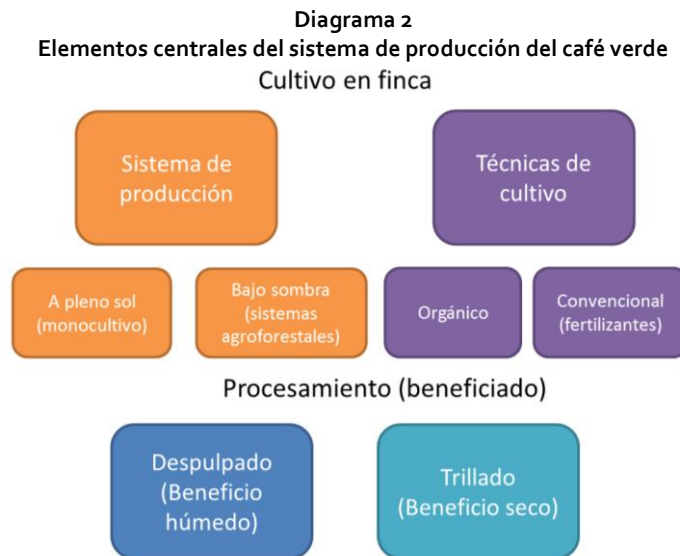 Diagrama 2
Elementos centrales del sistema de producción del café verde
Cultivo en finca
Sistema de
producción
Técnicas de
cultivo
A pleno sol
(monocultivo)
Bajo sombra
(sistemas
agroforestales)
Orgánico
Convencional
(fertilizantes)
Procesamiento (beneficiado)
Despulpado
(Beneficio
húmedo)
Trillado
(Beneficio seco)